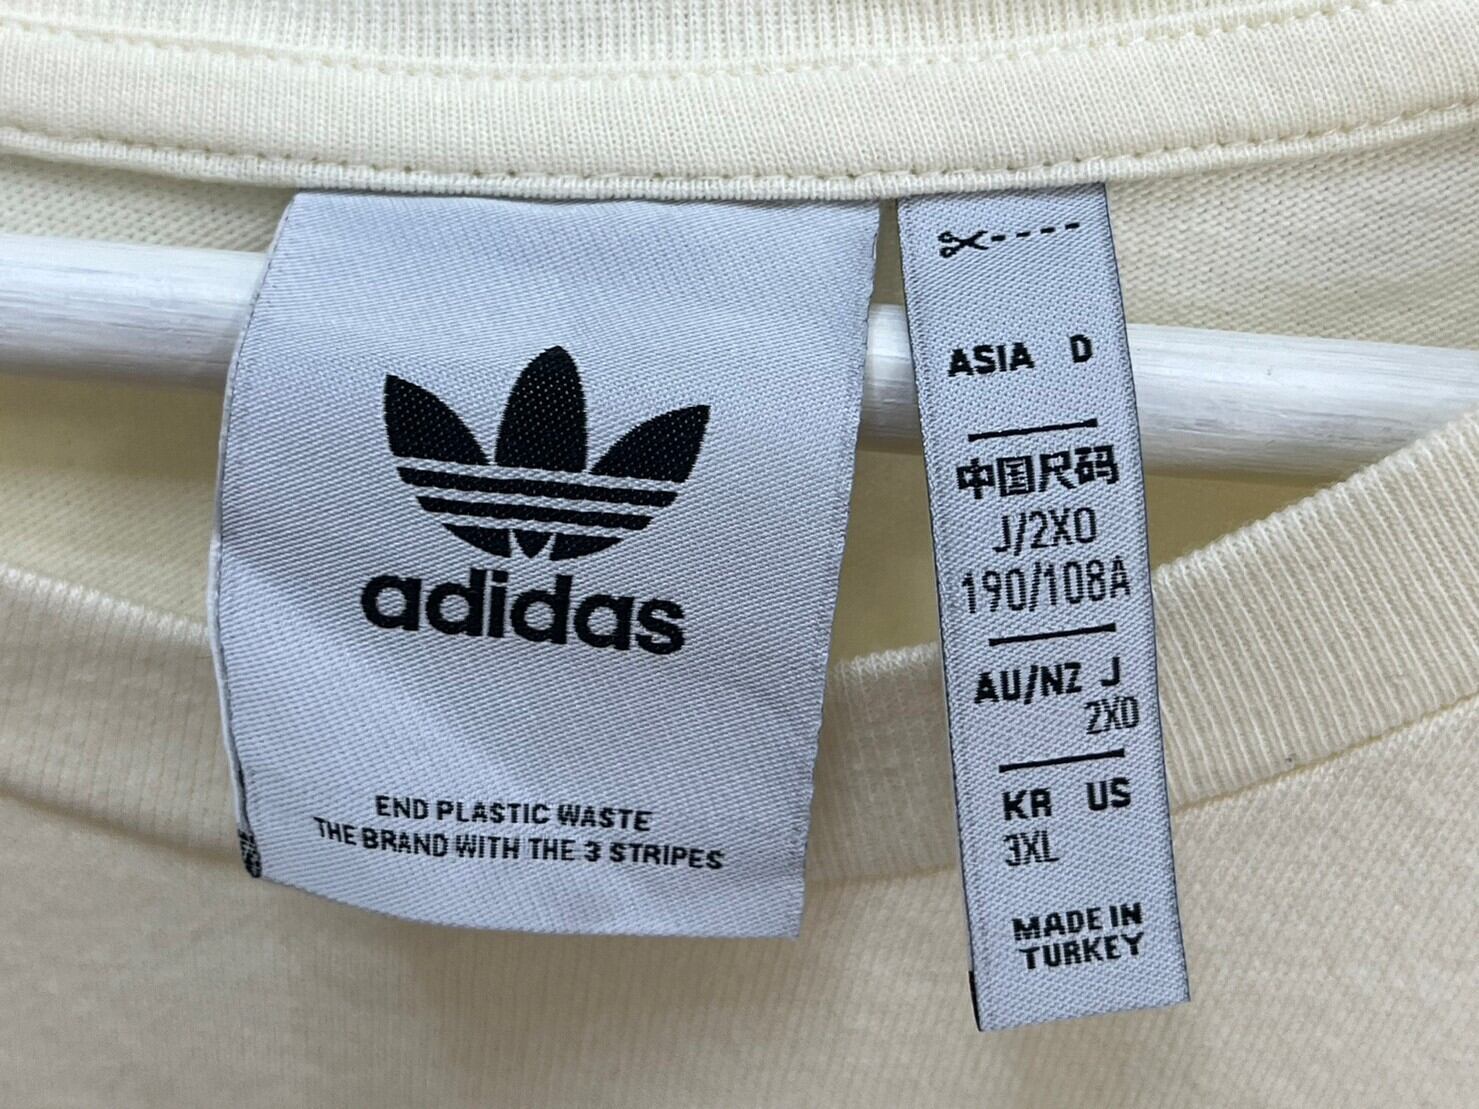 adidas
END PLASTIC WASTE
THE BRAND WITH THE 3 STRIPES
ASIA D
中国尺码
J/2XO
190/108A
AU/NZ J
2XO
KR US
3XL
MADE IN
TURKEY